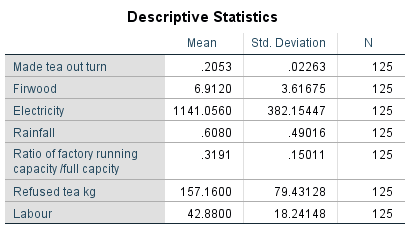 Descriptive Statistics
Mean Std. Deviation N
Made tea out turn .2053 .02263 125
Firwood 6.9120 3.61675 125
Electricity 1141.0560 382.15447 125
Rainfall .6080 .49016 125
Ratio of factory running
capacity /full capcity .3191 .15011 125
Refused tea kg 157.1600 79.43128 125
Labour 42.8800 18.24148 125